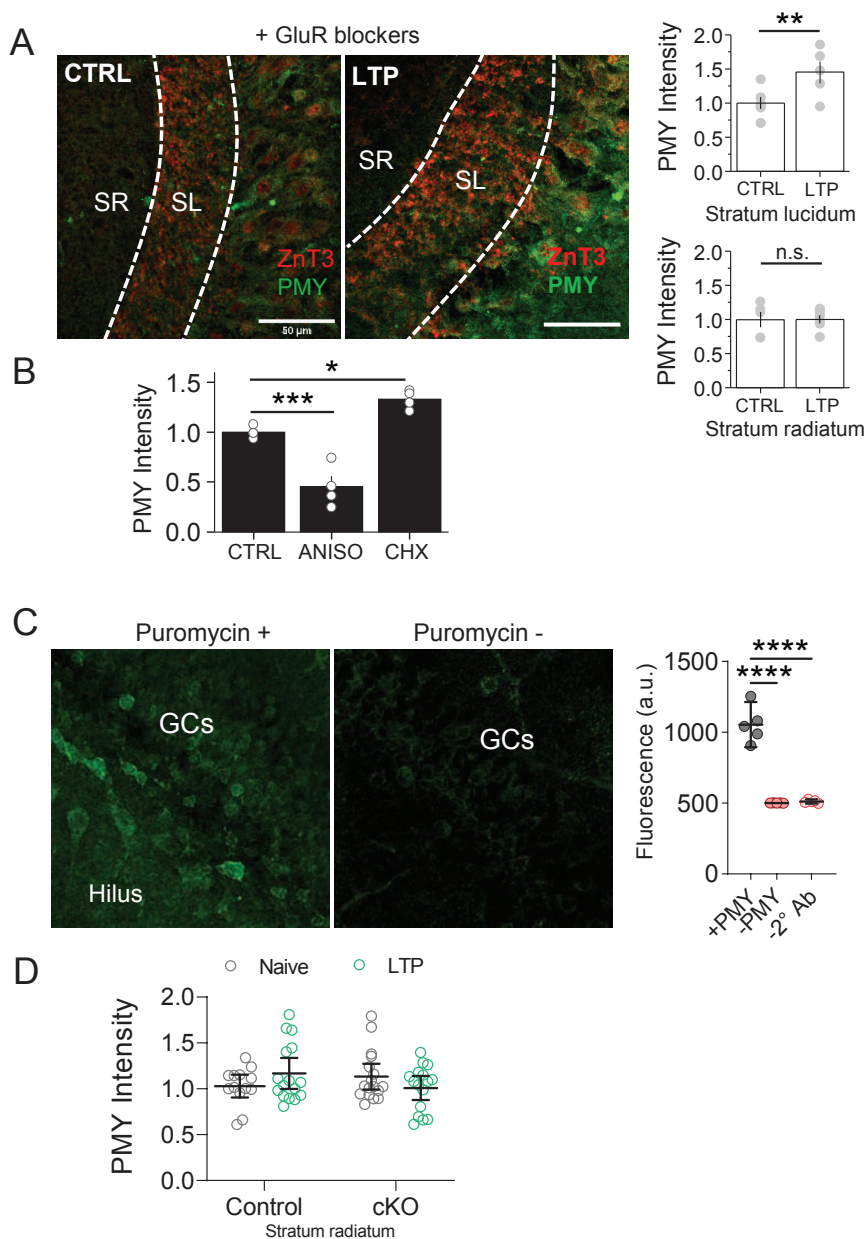 A
+ GluR blockers
CTRL
SR
SL
ZnT3
PMY
50 µm
LTP
SR
SL
ZnT3
PMY
**
2.0
1.5
1.0
0.5
0.0
PMY Intensity
CTRL LTP
Stratum lucidum
n.s.
2.0
1.5
1.0
0.5
0.0
PMY Intensity
CTRL LTP
Stratum radiatum
B
*
***
1.5
1.0
0.5
0.0
PMY Intensity
CTRL ANISO CHX
C
Puromycin +
GCs
Hilus
Puromycin -
GCs
****
****
1500
1000
500
0
Fluorescence (a.u.)
+PMY
-PMY
-2° Ab
D
Naive LTP
2.0
1.5
1.0
0.5
0.0
PMY Intensity
Control cKO
Stratum radiatum